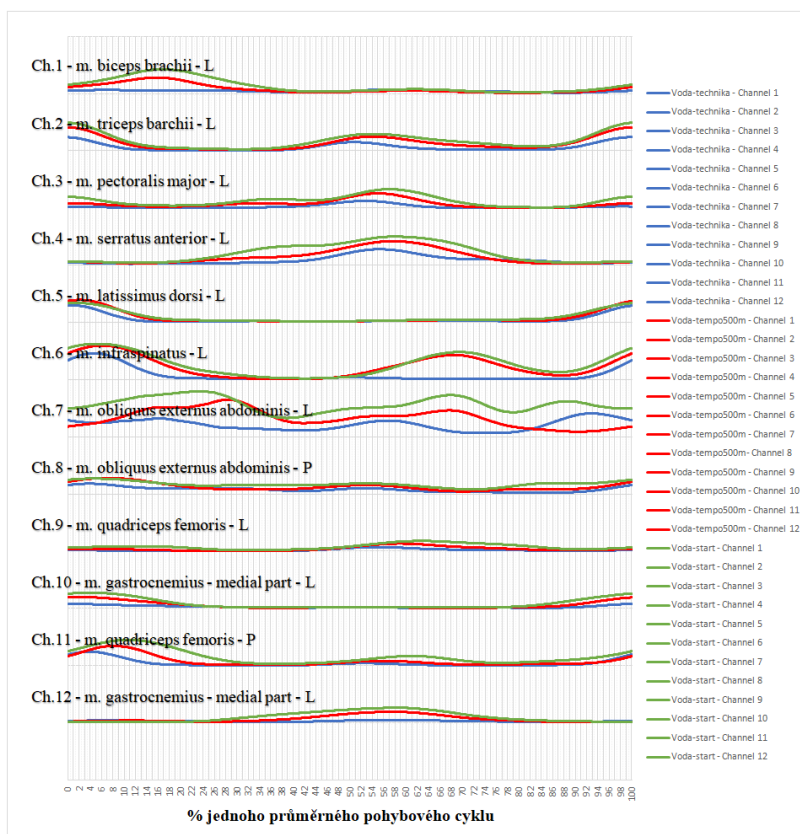 Ch.1 - m. biceps brachii - L
Ch.2 - m. triceps barchii - L
Ch.3 - m. pectoralis major - L
Ch.4 - m. serratus anterior - L
Ch.5 - m. latissimus dorsi - L
Ch.6 - m. infraspinatus - L
Ch.7 - m. obliquus externus abdominis - L
Ch.8 - m. obliquus externus abdominis - P
Ch.9 - m. quadriceps femoris - L
Ch.10 - m. gastrocnemius - medial part - L
Ch.11 - m. quadriceps femoris - P
Ch.12 - m. gastrocnemius - medial part - L
0 2 4 6 8 10 12 14 16 18 20 22 24 26 28 30 32 34 36 38 40 42 44 46 48 50 52 54 56 58 60 62 64 66 68 70 72 74 76 78 80 82 84 86 88 90 92 94 96 98 100
% jednoho průměrného pohybového cyklu
Voda-technika - Channel 1
Voda-technika - Channel 2
Voda-technika - Channel 3
Voda-technika - Channel 4
Voda-technika - Channel 5
Voda-technika - Channel 6
Voda-technika - Channel 7
Voda-technika - Channel 8
Voda-technika - Channel 9
Voda-technika - Channel 10
Voda-technika - Channel 11
Voda-technika - Channel 12
Voda-tempo500m - Channel 1
Voda-tempo500m - Channel 2
Voda-tempo500m - Channel 3
Voda-tempo500m - Channel 4
Voda-tempo500m - Channel 5
Voda-tempo500m - Channel 6
Voda-tempo500m - Channel 7
Voda-tempo500m- Channel 8
Voda-tempo500m - Channel 9
Voda-tempo500m - Channel 10
Voda-tempo500m - Channel 11
Voda-tempo500m - Channel 12
Voda-start - Channel 1
Voda-start - Channel 2
Voda-start - Channel 3
Voda-start - Channel 4
Voda-start - Channel 5
Voda-start - Channel 6
Voda-start - Channel 7
Voda-start - Channel 8
Voda-start - Channel 9
Voda-start - Channel 10
Voda-start - Channel 11
Voda-start - Channel 12